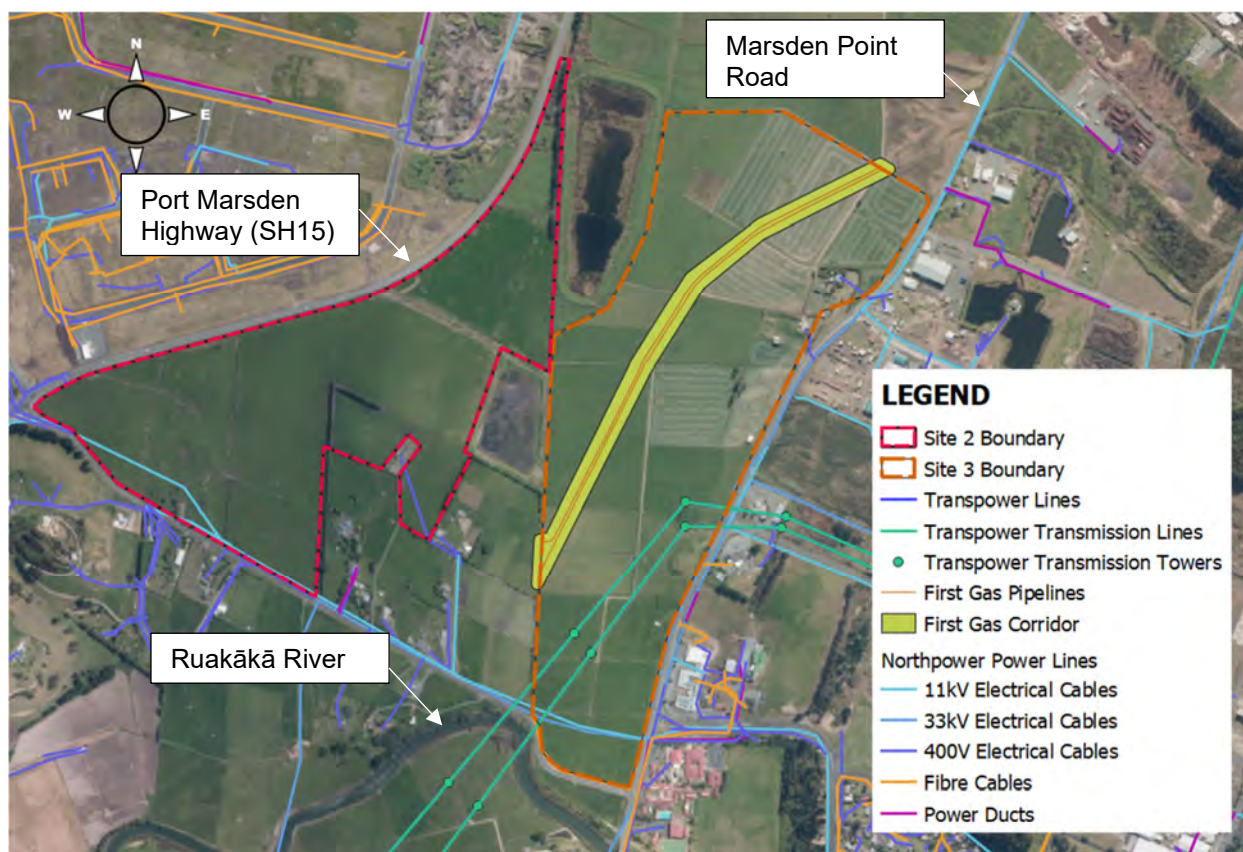 Marsden Point
Road
N
W
E
Port Marsden
Highway (SH15)
Ruakākā River
LEGEND
Site 2 Boundary
Site 3 Boundary
Transpower Lines
Transpower Transmission Lines
Transpower Transmission Towers
First Gas Pipelines
First Gas Corridor
Northpower Power Lines
11kV Electrical Cables
33kV Electrical Cables
400V Electrical Cables
Fibre Cables
Power Ducts